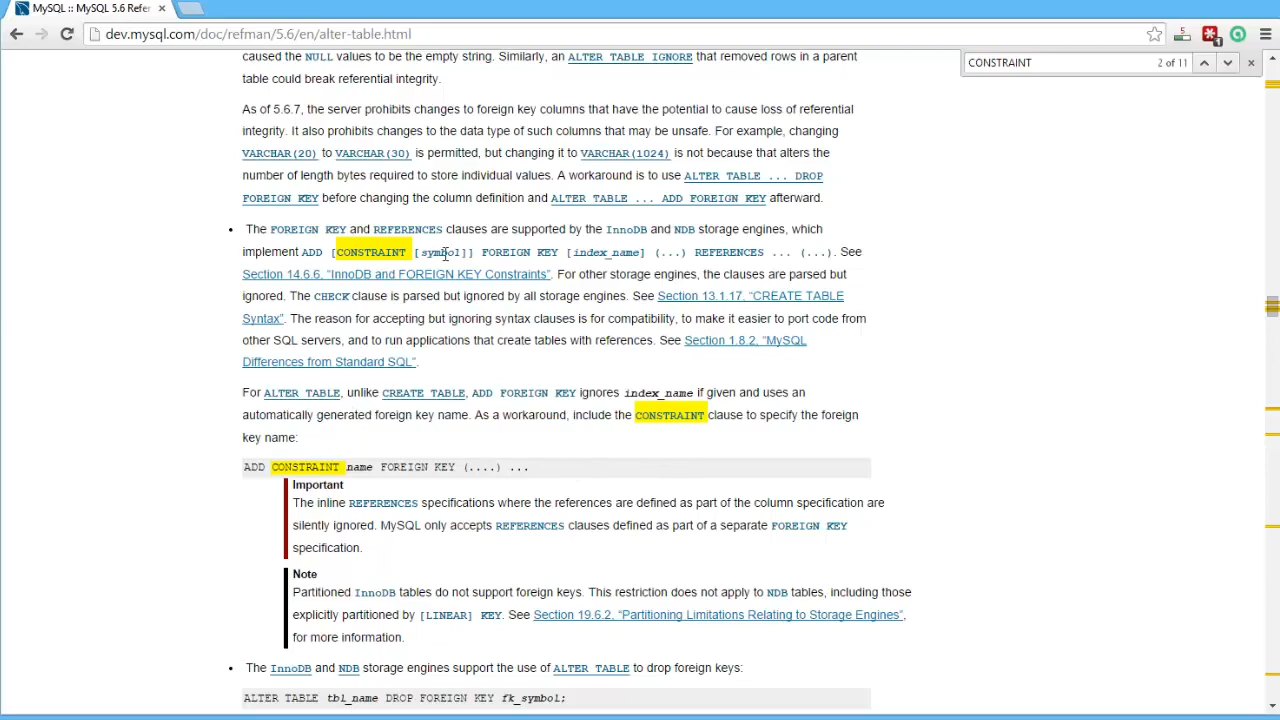 MySQL :: MySQL 5.6 Refer
dev.mysql.com/doc/refman/5.6/en/alter-table.html
5
1
CONSTRAINT 2 of 11
caused the NULL values to be the empty string. Similarly, an ALTER TABLE IGNORE that removed rows in a parent
table could break referential integrity.
As of 5.6.7, the server prohibits changes to foreign key columns that have the potential to cause loss of referential
integrity. It also prohibits changes to the data type of such columns that may be unsafe. For example, changing
VARCHAR(20) to VARCHAR(30) is permitted, but changing it to VARCHAR(1024) is not because that alters the
number of length bytes required to store individual values. A workaround is to use ALTER TABLE ... DROP
FOREIGN KEY before changing the column definition and ALTER TABLE ... ADD FOREIGN KEY afterward.
• The FOREIGN KEY and REFERENCES clauses are supported by the InnoDB and NDB storage engines, which
implement ADD [CONSTRAINT [symbol]] FOREIGN KEY [index_name] (...) REFERENCES ... (...). See
Section 14.6.6, “InnoDB and FOREIGN KEY Constraints”. For other storage engines, the clauses are parsed but
ignored. The CHECK clause is parsed but ignored by all storage engines. See Section 13.1.17, “CREATE TABLE
Syntax”. The reason for accepting but ignoring syntax clauses is for compatibility, to make it easier to port code from
other SQL servers, and to run applications that create tables with references. See Section 1.8.2, “MySQL
Differences from Standard SQL”.
For ALTER TABLE, unlike CREATE TABLE, ADD FOREIGN KEY ignores index_name if given and uses an
automatically generated foreign key name. As a workaround, include the CONSTRAINT clause to specify the foreign
key name:
ADD CONSTRAINT name FOREIGN KEY (....) ...
Important
The inline REFERENCES specifications where the references are defined as part of the column specification are
silently ignored. MySQL only accepts REFERENCES clauses defined as part of a separate FOREIGN KEY
specification.
Note
Partitioned InnoDB tables do not support foreign keys. This restriction does not apply to NDB tables, including those
explicitly partitioned by [LINEAR] KEY. See Section 19.6.2, “Partitioning Limitations Relating to Storage Engines”,
for more information.
• The InnoDB and NDB storage engines support the use of ALTER TABLE to drop foreign keys:
ALTER TABLE tbl_name DROP FOREIGN KEY fk_symbol;